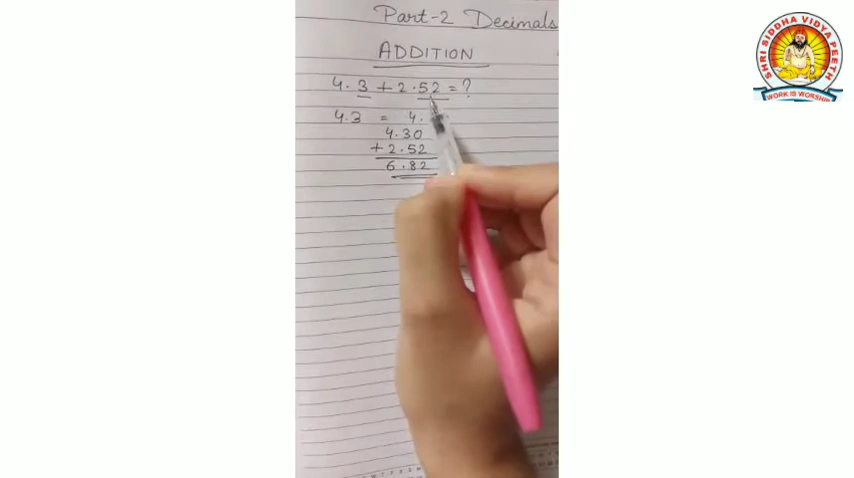 Part-2 Decimals
ADDITION
4.3 + 2.52 = ?
4.3 = 4.
4.30
+ 2.52
6.82
SHRI SIDDHA VIDYA PEETH
WORK IS WORSHIP